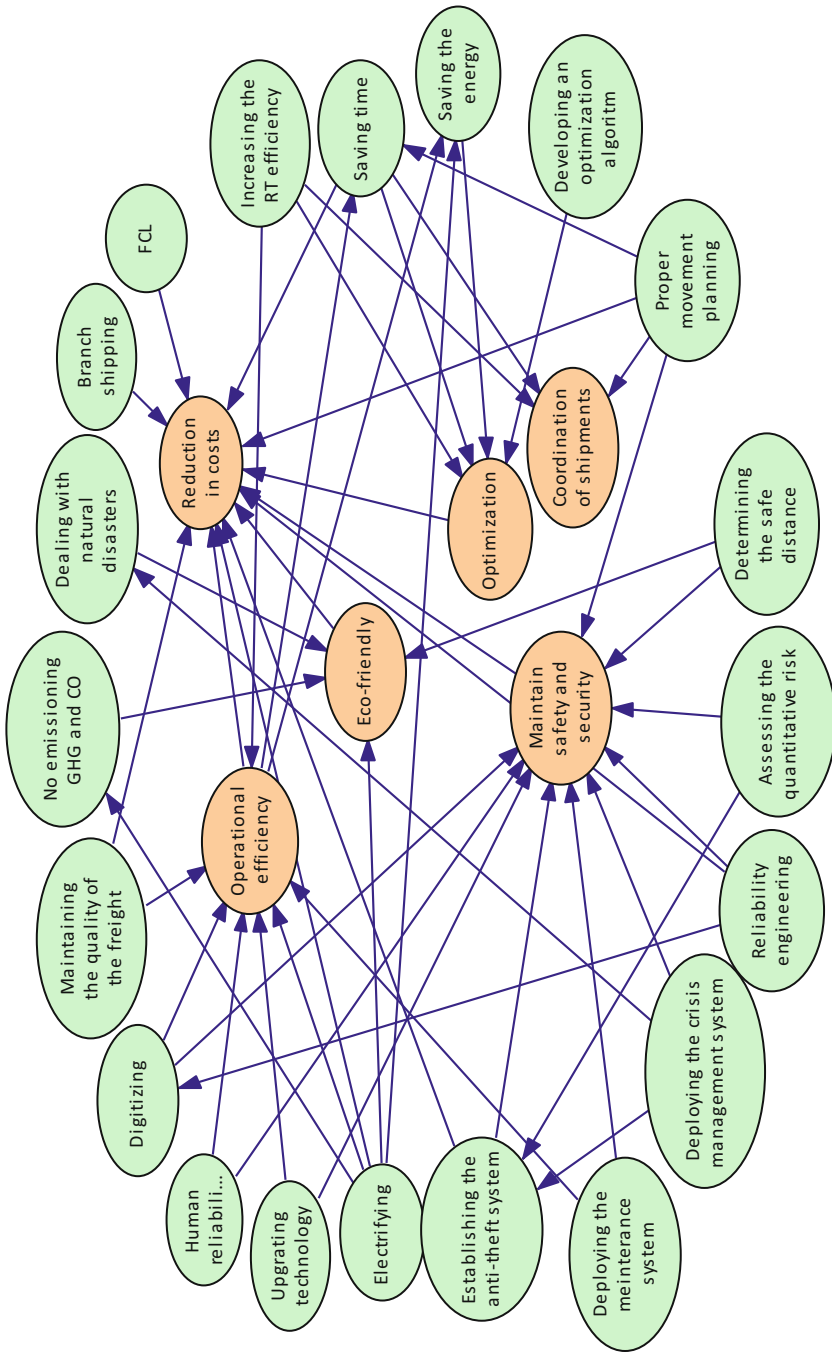 Human
reliabili...
Digitizing
Maintaining
the quality of
the freight
No emissioning
GHG and CO
Dealing with
natural
disasters
Branch
shipping
FCL
Increasing the
RT efficiency
Saving time
Saving the
energy
Developing an
optimization
algoritm
Proper
movement
planning
Determining
the safe
distance
Assessing the
quantitative risk
Reliability
engineering
Deploying the crisis
management system
Deploying the
meinterance
system
Establishing the
anti-theft system
Electrifying
Upgrating
technology
Operational
efficiency
Reduction
in costs
Eco-friendly
Optimization
Coordination
of shipments
Maintain
safety and
security